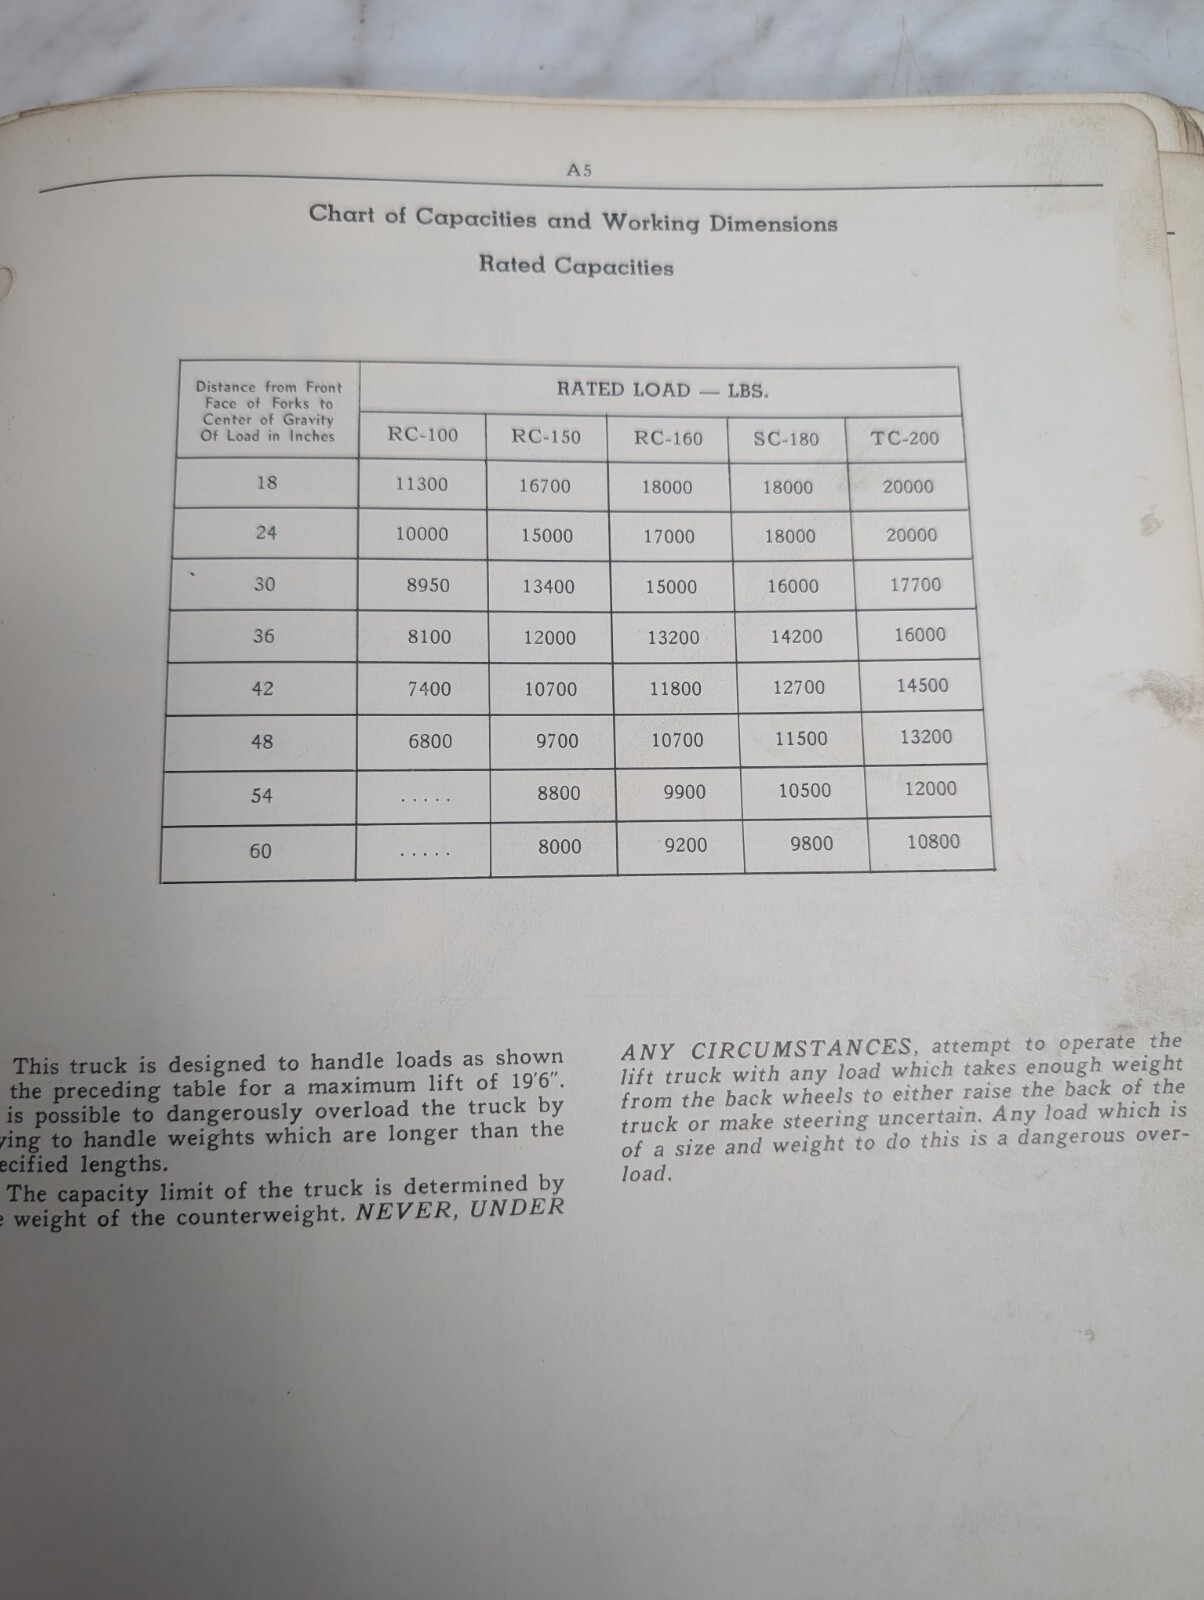 A5
Chart of Capacities and Working Dimensions
Rated Capacities
Distance from Front
Face of Forks to
Center of Gravity
Of Load in Inches
RATED LOAD — LBS.
RC-100 RC-150 RC-160 SC-180 TC-200
18 11300 16700 18000 18000 20000
24 10000 15000 17000 18000 20000
30 8950 13400 15000 16000 17700
36 8100 12000 13200 14200 16000
42 7400 10700 11800 12700 14500
48 6800 9700 10700 11500 13200
54 ..... 8800 9900 10500 12000
60 ..... 8000 9200 9800 10800
This truck is designed to handle loads as shown
the preceding table for a maximum lift of 19'6".
is possible to dangerously overload the truck by
ying to handle weights which are longer than the
ecified lengths.
The capacity limit of the truck is determined by
e weight of the counterweight. NEVER, UNDER
ANY CIRCUMSTANCES, attempt to operate the
lift truck with any load which takes enough weight
from the back wheels to either raise the back of the
truck or make steering uncertain. Any load which is
of a size and weight to do this is a dangerous over-
load.